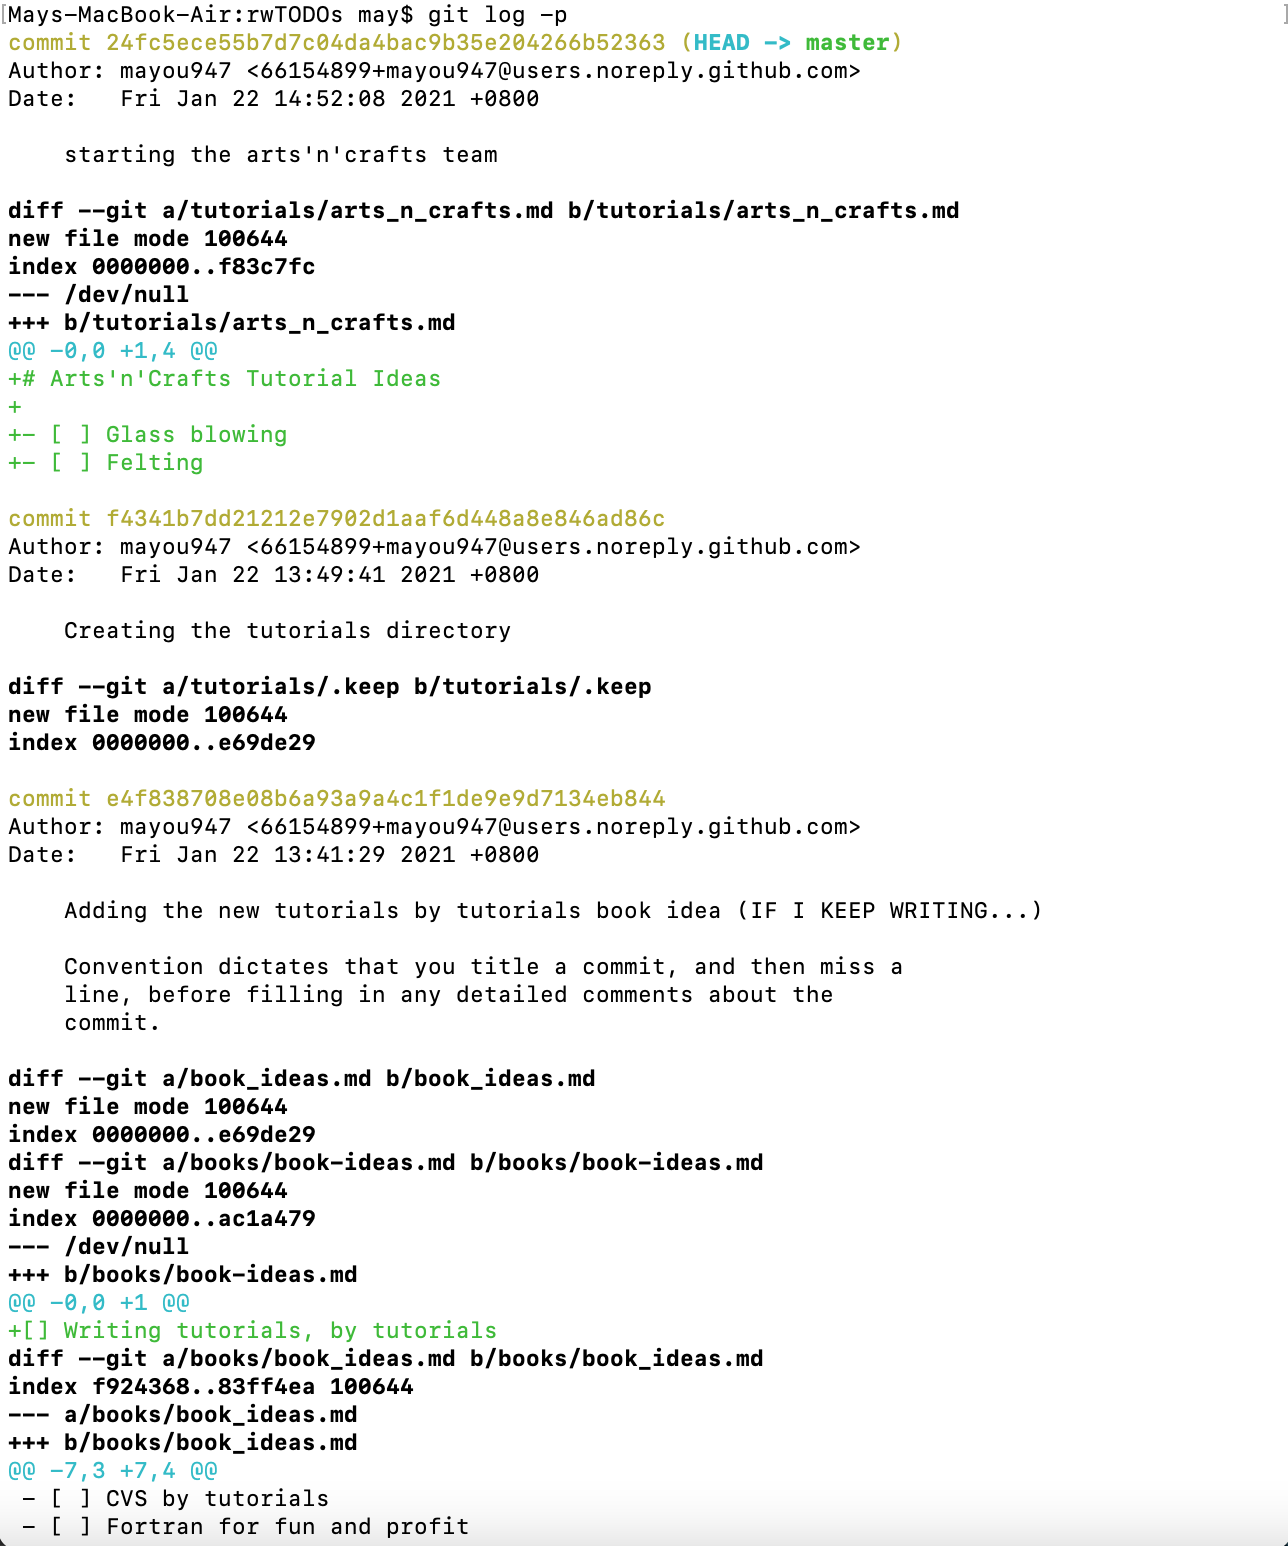 [Mays-MacBook-Air:rwTODOs may$ git log -p ]
commit 24fc5ece55b7d7c04da4bac9b35e204266b52363 (HEAD -> master)
Author: mayou947 <66154899+mayou947@users.noreply.github.com>
Date:   Fri Jan 22 14:52:08 2021 +0800

    starting the arts'n'crafts team

diff --git a/tutorials/arts_n_crafts.md b/tutorials/arts_n_crafts.md
new file mode 100644
index 0000000..f83c7fc
--- /dev/null
+++ b/tutorials/arts_n_crafts.md
@@ -0,0 +1,4 @@
+# Arts'n'Crafts Tutorial Ideas
+
+- [ ] Glass blowing
+- [ ] Felting

commit f4341b7dd21212e7902d1aaf6d448a8e846ad86c
Author: mayou947 <66154899+mayou947@users.noreply.github.com>
Date:   Fri Jan 22 13:49:41 2021 +0800

    Creating the tutorials directory

diff --git a/tutorials/.keep b/tutorials/.keep
new file mode 100644
index 0000000..e69de29

commit e4f838708e08b6a93a9a4c1f1de9e9d7134eb844
Author: mayou947 <66154899+mayou947@users.noreply.github.com>
Date:   Fri Jan 22 13:41:29 2021 +0800

    Adding the new tutorials by tutorials book idea (IF I KEEP WRITING...)

    Convention dictates that you title a commit, and then miss a
    line, before filling in any detailed comments about the
    commit.

diff --git a/book_ideas.md b/book_ideas.md
new file mode 100644
index 0000000..e69de29
diff --git a/books/book-ideas.md b/books/book-ideas.md
new file mode 100644
index 0000000..ac1a479
--- /dev/null
+++ b/books/book-ideas.md
@@ -0,0 +1 @@
+[] Writing tutorials, by tutorials
diff --git a/books/book_ideas.md b/books/book_ideas.md
index f924368..83ff4ea 100644
--- a/books/book_ideas.md
+++ b/books/book_ideas.md
@@ -7,3 +7,4 @@
 - [ ] CVS by tutorials
 - [ ] Fortran for fun and profit